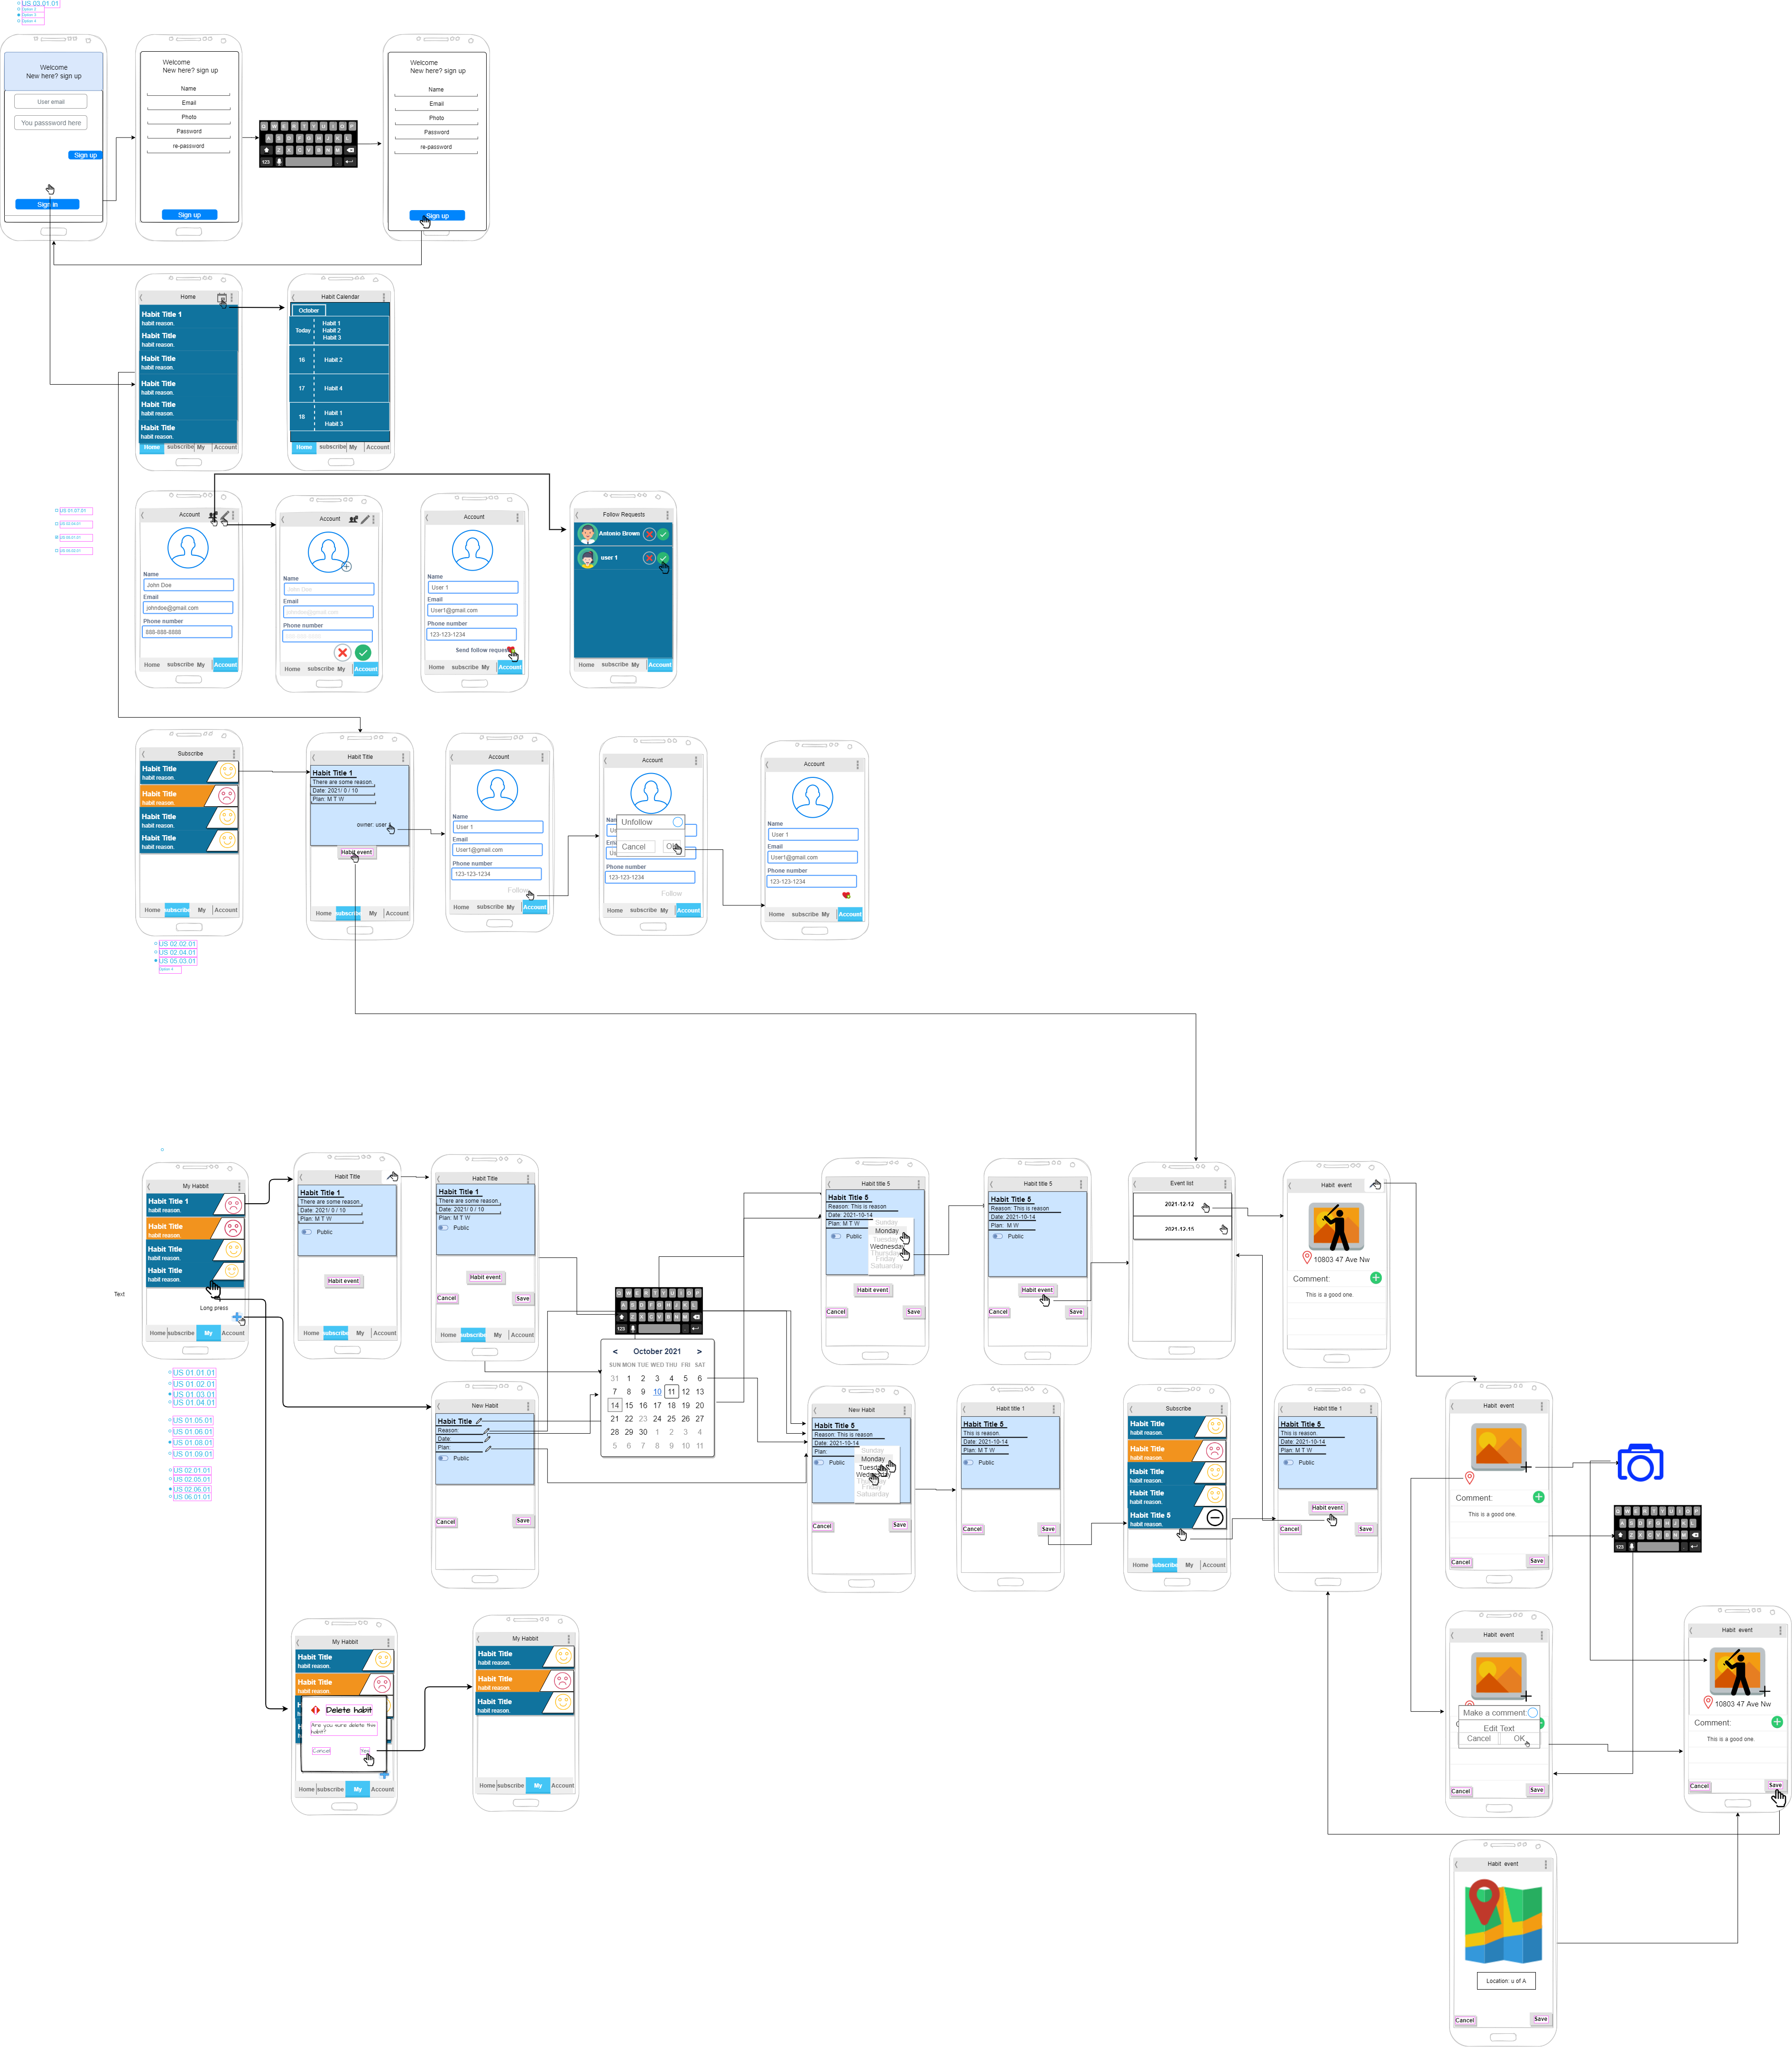 US 03.01.01
Option 2
Option 3
Option 4
Welcome
New here? sign up
User email
You passsword here
Sign up
Sign in
Welcome
New here? sign up
Name
Email
Photo
Password
re-password
Sign up
Welcome
New here? sign up
Name
Email
Photo
Password
re-password
Sign up
Home
Habit Title 1
habit reason.
Habit Title
habit reason.
Habit Title
habit reason.
Habit Title
habit reason.
Habit Title
habit reason.
Habit Title
habit reason.
Home subscribe My Account
Habit Calendar
October
Today
Habit 1
Habit 2
Habit 3
16 Habit 2
17 Habit 4
18 Habit 1
Habit 3
Home subscribe My Account
US 01.07.01
Account
Name
John Doe
Email
johndoe@gmail.com
Phone number
888-888-8888
Home subscribe My Account
Account
Name
John Doe
Email
johndoe@gmail.com
Phone number
888-888-8888
Home subscribe My Account
Account
Name
User 1
Email
User1@gmail.com
Phone number
123-123-1234
Send follow request
Home subscribe My Account
Follow Requests
Antonio Brown
user 1
Home subscribe My Account
Subscribe
Habit Title
habit reason.
Habit Title
habit reason.
Habit Title
habit reason.
Habit Title
habit reason.
Home subscribe My Account
US 02.02.01
US 02.04.01
US 05.03.01
Option 4
Habit Title
Habit Title 1
There are some reason.
Date: 2021/ 0 / 10
Plan: M T W
owner: user
Habit event
Home subscribe My Account
Account
Name
User 1
Email
User1@gmail.com
Phone number
123-123-1234
Follow
Home subscribe My Account
Account
Unfollow
Cancel
Phone number
123-123-1234
Follow
Home subscribe My Account
Account
Name
User 1
Email
User1@gmail.com
Phone number
123-123-1234
Home subscribe My Account
Text
My Habbit
Habit Title 1
habit reason.
Habit Title
habit reason.
Habit Title
habit reason.
Habit Title
habit reason.
Long press
Home subscribe My Account
US 01.01.01
US 01.02.01
US 01.03.01
US 01.04.01
US 01.05.01
US 01.06.01
US 01.08.01
US 01.09.01
US 02.01.01
US 02.05.01
US 02.06.01
US 06.01.01
Habit Title
Habit Title 1
There are some reason.
Date: 2021/ 0 / 10
Plan: M T W
Public
Habit event
Home subscribe My Account
Habit Title
Habit Title 1
There are some reason.
Date: 2021/ 0 / 10
Plan: M T W
Public
Habit event
Cancel Save
Home subscribe My Account
New Habit
Habit Title
Reason:
Date:
Plan:
Public
Cancel Save
< October 2021 >
SUN MON TUE WED THU FRI SAT
31 1 2 3 4 5 6
7 8 9 10 11 12 13
14 15 16 17 18 19 20
21 22 23 24 25 26 27
28 29 30 1 2 3 4
5 6 7 8 9 10 11
Habit title 5
Habit Title 5
Reason: This is reason
Date: 2021-10-14
Plan: M T W
Public
Sunday
Monday
Tuesday
Wednesday
Thursday
Friday
Satuarday
Habit event
Cancel Save
Habit title 5
Habit Title 5
Reason: This is reason
Date: 2021-10-14
Plan: M W
Public
Habit event
Cancel Save
Event list
2021-12-12
2021-12-15
Habit event
10803 47 Ave Nw
Comment:
This is a good one.
New Habit
Habit Title 5
Reason: This is reason
Date: 2021-10-14
Plan:
Public
Sunday
Monday
Tuesday
Wednesday
Thursday
Friday
Satuarday
Cancel Save
Habit title 1
Habit Title 5
This is reason.
Date: 2021-10-14
Plan: M T W
Public
Cancel Save
Subscribe
Habit Title
habit reason.
Habit Title
habit reason.
Habit Title
habit reason.
Habit Title
habit reason.
Habit Title 5
habit reason.
Home subscribe My Account
Habit title 1
Habit Title 5
This is reason.
Date: 2021-10-14
Plan: M T W
Public
Habit event
Cancel Save
Habit event
Comment:
This is a good one.
Cancel Save
My Habbit
Habit Title
habit reason.
Habit Title
habit reason.
Delete habit
Are you sure delete this
habit?
Cancel Yes
Home subscribe My Account
My Habbit
Habit Title
habit reason.
Habit Title
habit reason.
Habit Title
habit reason.
Home subscribe My Account
Habit event
Make a comment:
Edit Text
Cancel OK
Cancel Save
Habit event
10803 47 Ave Nw
Comment:
This is a good one.
Cancel Save
Habit event
Location: u of A
Cancel Save